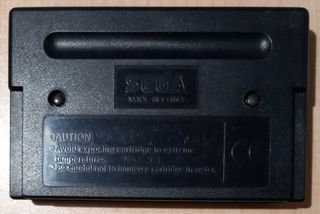 SEGA
MADE IN CHINA
CAUTION
• Avoid exposing cartridge to extreme
temperatures.
• Be careful not to immerse cartridge in water.
CE